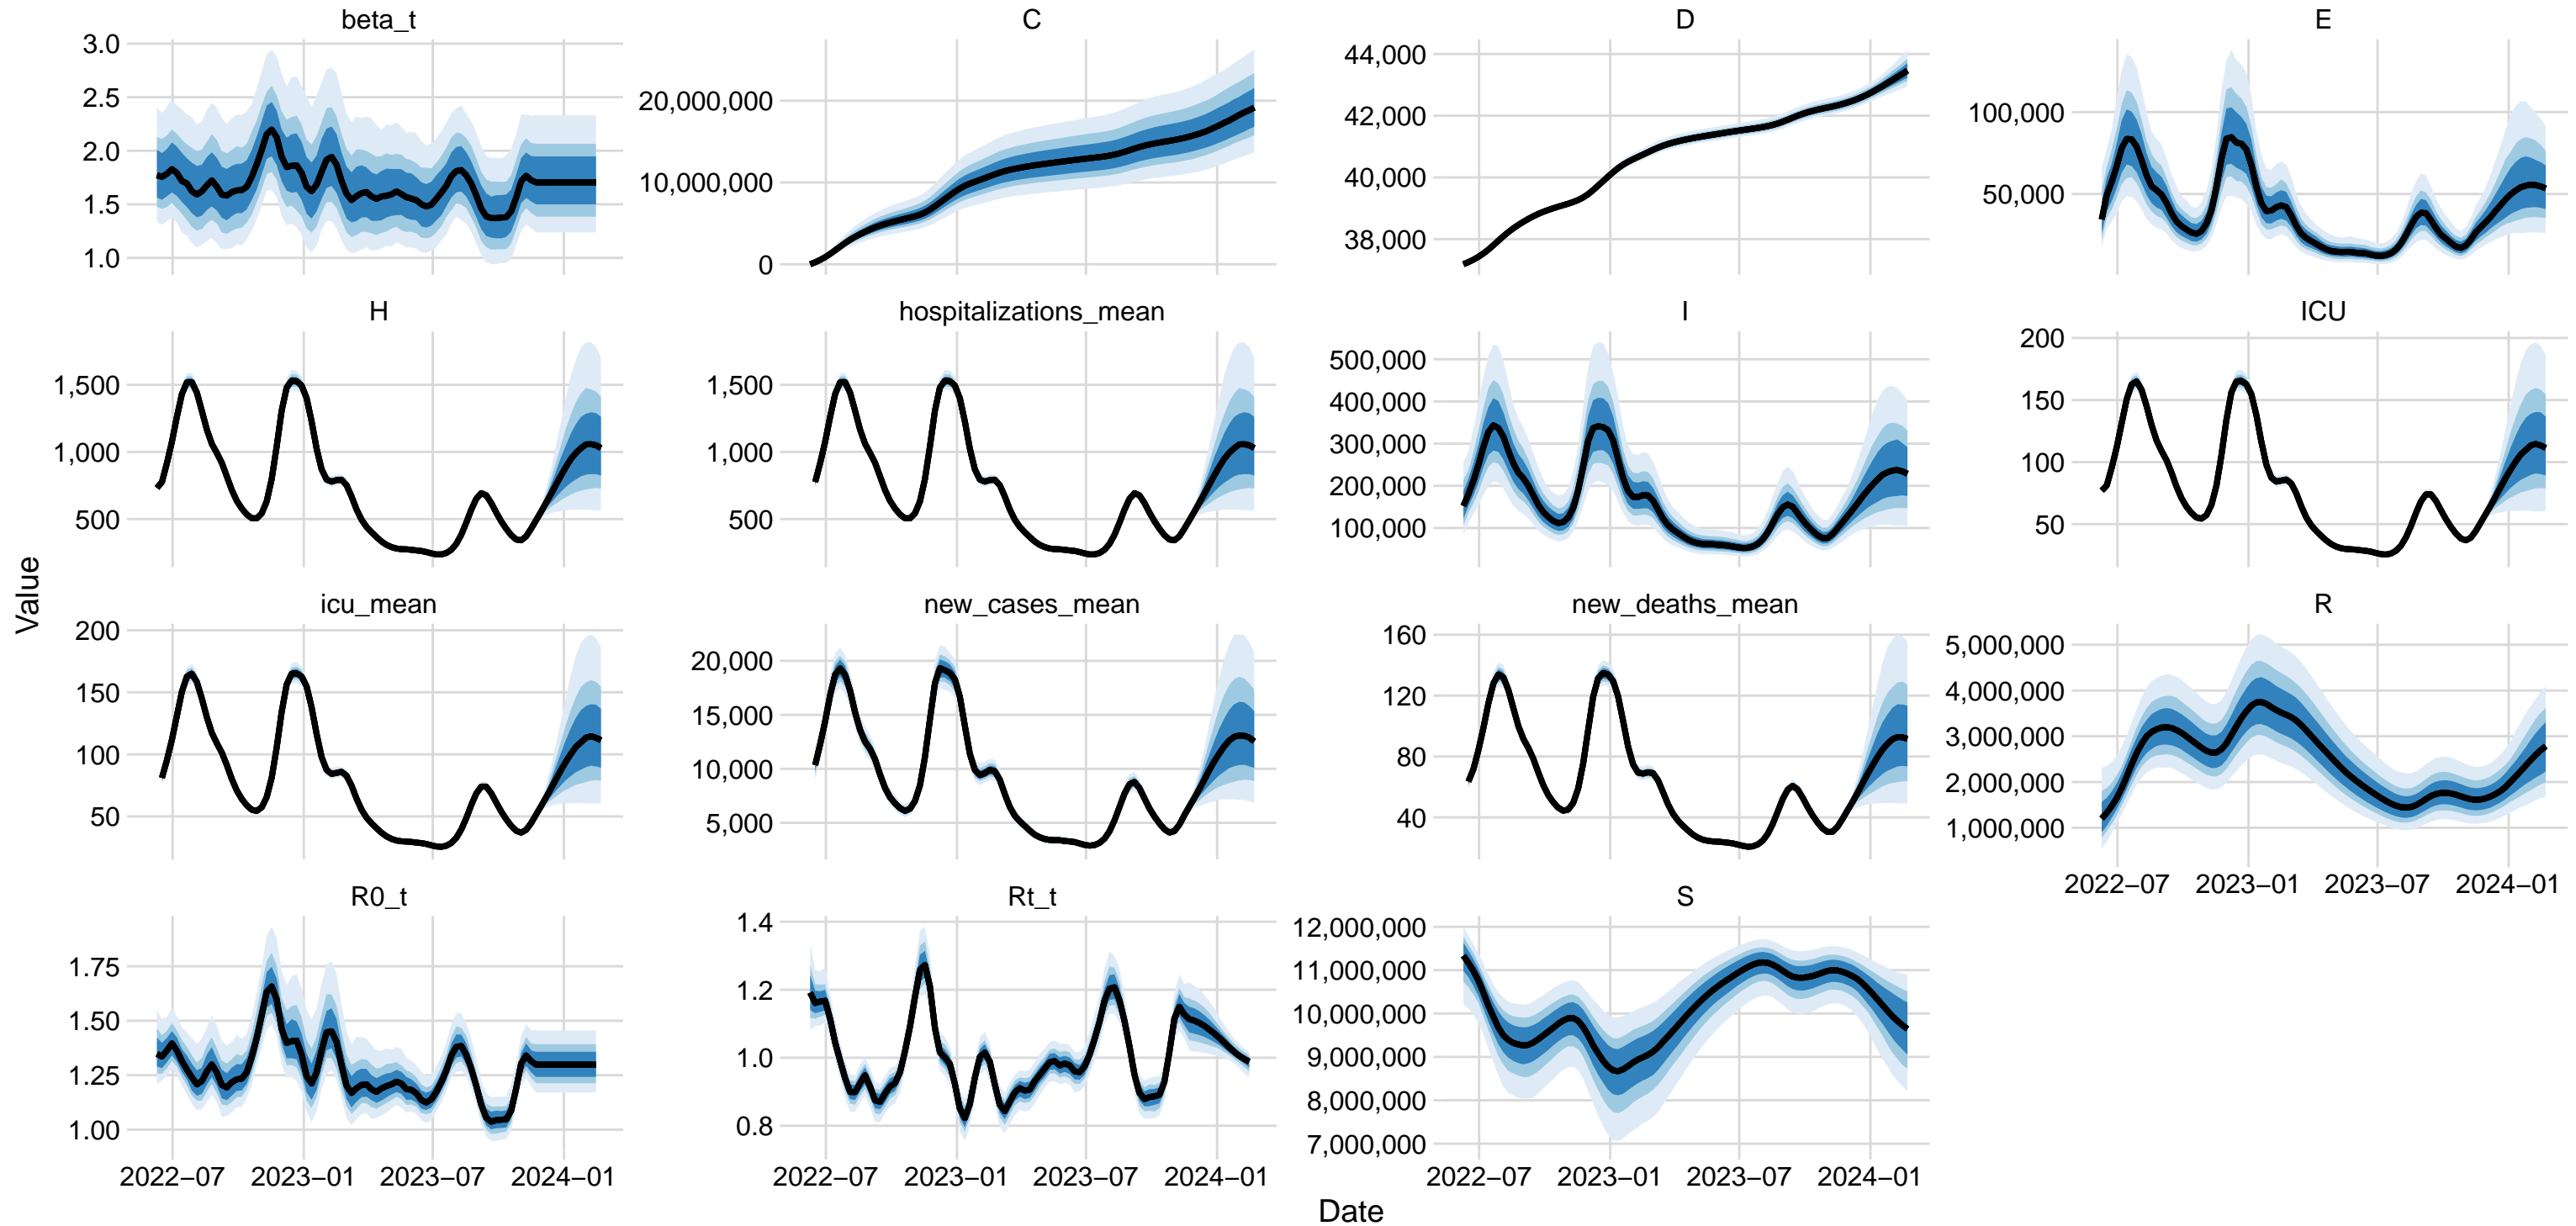 beta_t
C
D
E
3.0
2.5
2.0
1.5
1.0
20,000,000
10,000,000
0
44,000
42,000
40,000
38,000
100,000
50,000
H
hospitalizations_mean
I
ICU
1,500
1,000
500
1,500
1,000
500
500,000
400,000
300,000
200,000
100,000
200
150
100
50
Value
icu_mean
new_cases_mean
new_deaths_mean
R
200
150
100
50
20,000
15,000
10,000
5,000
160
120
80
40
5,000,000
4,000,000
3,000,000
2,000,000
1,000,000
2022−07 2023−01 2023−07 2024−01
R0_t
Rt_t
S
1.75
1.50
1.25
1.00
1.4
1.2
1.0
0.8
12,000,000
11,000,000
10,000,000
9,000,000
8,000,000
7,000,000
2022−07 2023−01 2023−07 2024−01
2022−07 2023−01 2023−07 2024−01
2022−07 2023−01 2023−07 2024−01
Date